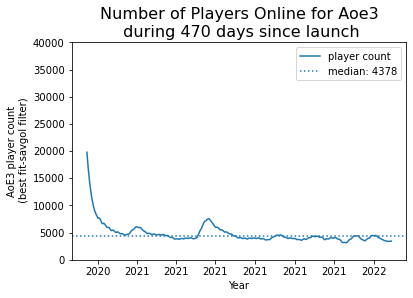 Number of Players Online for Aoe3
during 470 days since launch
AoE3 player count
(best fit-savgol filter)
40000
35000
30000
25000
20000
15000
10000
5000
0
player count
median: 4378
2020 2021 2021 2021 2021 2021 2021 2022
Year